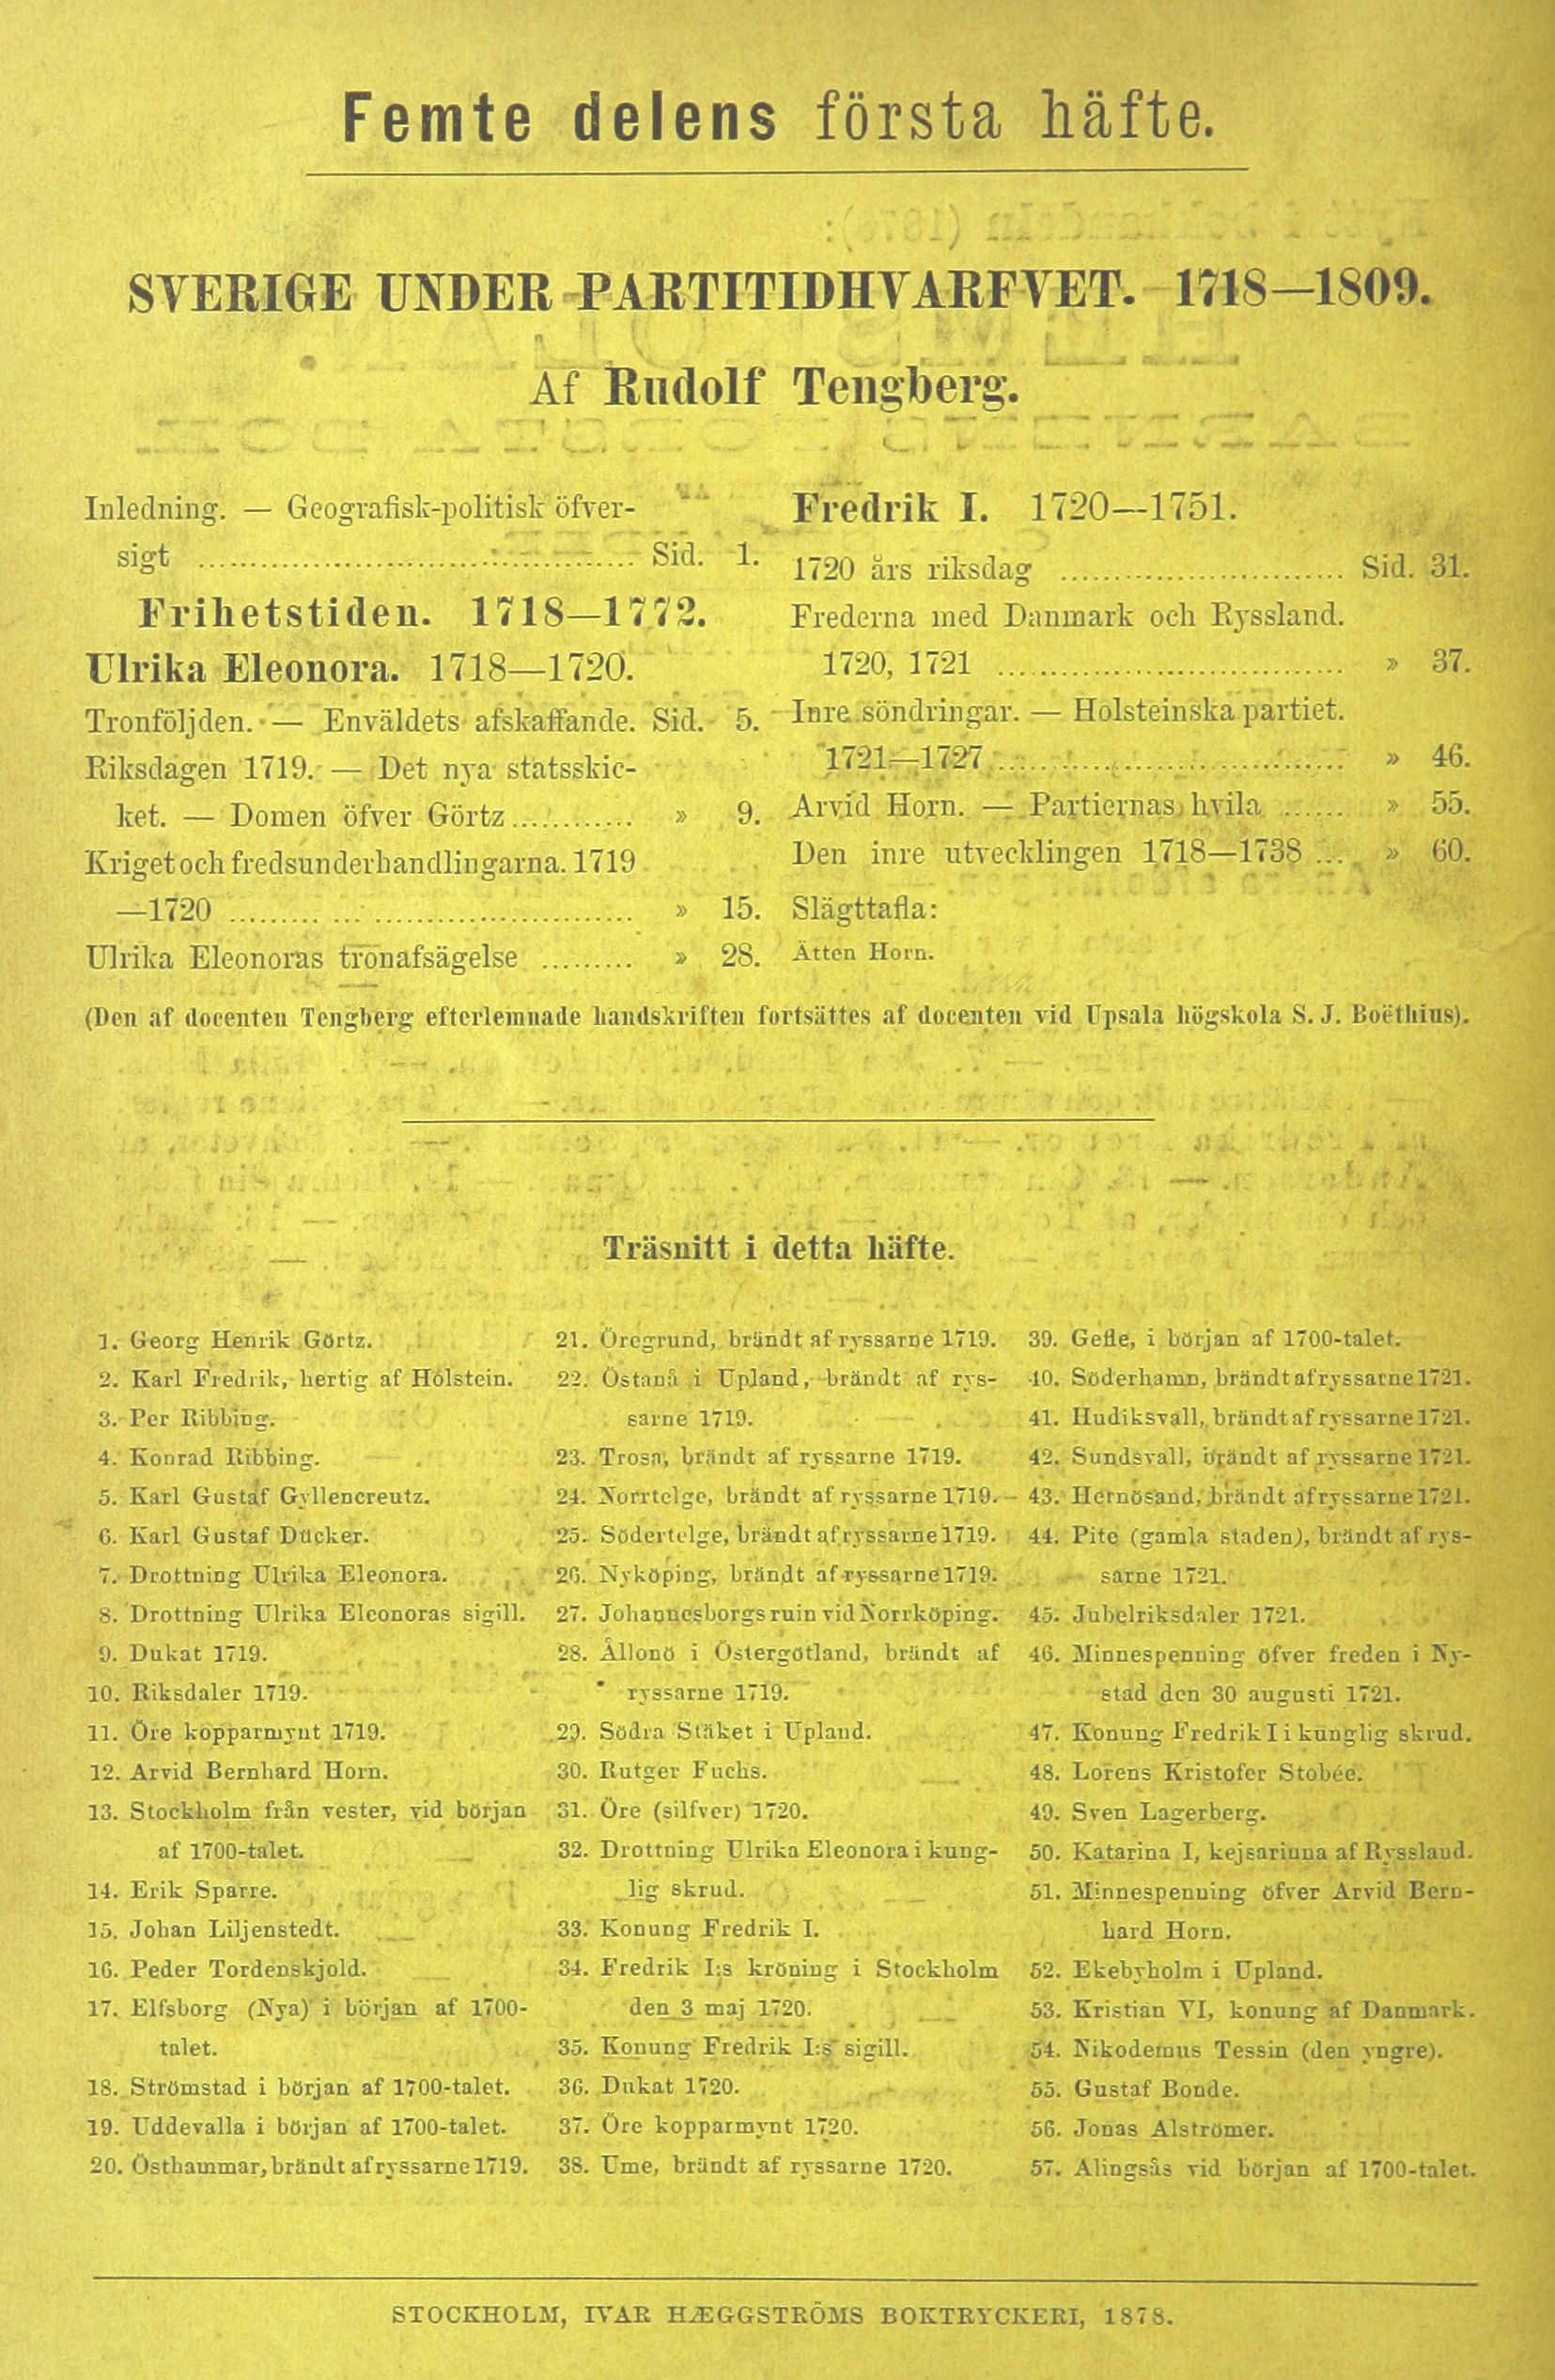 Femte delens första häfte.
SVERIGE UNDER PARTITIDHVARFVET. 1718—1809.
Af Rudolf Tengberg.
Inledning. — Geografisk-politisk öfver-
sigt ........ Sid. 1.
Frihetstiden. 1718—1772.
Ulrika Eleonora. 1718—1720.
Tronföljden. — Enväldets afskaffande. Sid. 5.
Riksdagen 1719. — Det nya statsskic-
ket. — Domen öfver Görtz ........ » 9.
Kriget och fredsunderhandlingarna. 1719
—1720 ........ » 15.
Ulrika Eleonoras tronafsägelse ........ » 28.
Fredrik I. 1720—1751.
1720 års riksdag ........ Sid. 31.
Frederna med Danmark och Ryssland.
1720, 1721 ........ » 37.
Inre söndringar. — Holsteinska partiet.
1721—1727 ........ » 46.
Arvid Horn. — Partiernas hvila ...... » 55.
Den inre utvecklingen 1718—1738 ... » 60.
Slägttafla:
Ätten Horn.
(Den af docenten Tengberg efterlemnade handskriften fortsättes af docenten vid Upsala högskola S. J. Boëthius).
Träsnitt i detta häfte.
1. Georg Henrik Görtz.
2. Karl Fredrik, hertig af Holstein.
3. Per Ribbing.
4. Konrad Ribbing.
5. Karl Gustaf Gyllencreutz.
6. Karl Gustaf Dücker.
7. Drottning Ulrika Eleonora.
8. Drottning Ulrika Eleonoras sigill.
9. Dukat 1719.
10. Riksdaler 1719.
11. Öre kopparmynt 1719.
12. Arvid Bernhard Horn.
13. Stockholm från vester, vid början
af 1700-talet.
14. Erik Sparre.
15. Johan Liljenstedt.
16. Peder Tordenskjold.
17. Elfsborg (Nya) i början af 1700-
talet.
18. Strömstad i början af 1700-talet.
19. Uddevalla i början af 1700-talet.
20. Östhammar, brändt af ryssarne 1719.
21. Öregrund, brändt af ryssarne 1719.
22. Östanå i Upland, brändt af rys-
sarne 1719.
23. Trosa, brändt af ryssarne 1719.
24. Norrtelge, brändt af ryssarne 1719.
25. Södertelge, brändt af ryssarne 1719.
26. Nyköping, brändt af ryssarne 1719.
27. Johannesborgs ruin vid Norrköping.
28. Ållonö i Östergötland, brändt af
ryssarne 1719.
29. Södra Stäket i Upland.
30. Rutger Fuchs.
31. Öre (silfver) 1720.
32. Drottning Ulrika Eleonora i kung-
lig skrud.
33. Konung Fredrik I.
34. Fredrik I:s kröning i Stockholm
den 3 maj 1720.
35. Konung Fredrik I:s sigill.
36. Dukat 1720.
37. Öre kopparmynt 1720.
38. Ume, brändt af ryssarne 1720.
39. Gefle, i början af 1700-talet.
40. Söderhamn, brändt af ryssarne 1721.
41. Hudiksvall, brändt af ryssarne 1721.
42. Sundsvall, brändt af ryssarne 1721.
43. Hernösand, brändt af ryssarne 1721.
44. Pite (gamla staden), brändt af rys-
sarne 1721.
45. Jubelriksdaler 1721.
46. Minnespenning öfver freden i Ny-
stad den 30 augusti 1721.
47. Konung Fredrik I i kunglig skrud.
48. Lorens Kristofer Stobée.
49. Sven Lagerberg.
50. Katarina I, kejsarinna af Ryssland.
51. Minnespenning öfver Arvid Bern-
hard Horn.
52. Ekebyholm i Upland.
53. Kristian VI, konung af Danmark.
54. Nikodemus Tessin (den yngre).
55. Gustaf Bonde.
56. Jonas Alströmer.
57. Alingsås vid början af 1700-talet.
STOCKHOLM, IVAR HÆGGSTRÖMS BOKTRYCKERI, 1878.